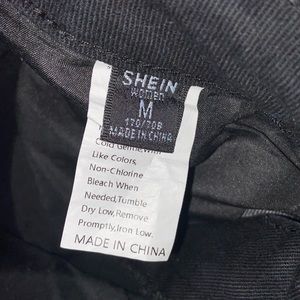 SHEIN
women
M
170/70B
MADE IN CHINA
Like Colors,
Non-Chlorine
Bleach When
Needed,Tumble
Dry Low,Remove
Promptly,Iron Low.
MADE IN CHINA